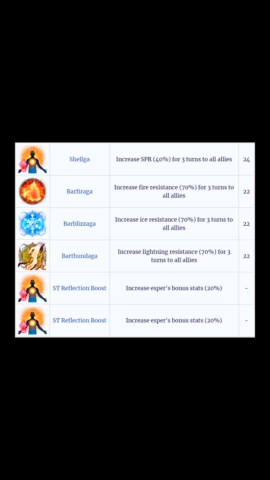 Shellga Increase SPR (40%) for 3 turns to all allies 24
Barfiraga Increase fire resistance (70%) for 3 turns to
all allies 22
Barblizzaga Increase ice resistance (70%) for 3 turns to
all allies 22
Barthundaga Increase lightning resistance (70%) for 3
turns to all allies 22
ST Reflection Boost Increase esper's bonus stats (20%) -
ST Reflection Boost Increase esper's bonus stats (20%) -